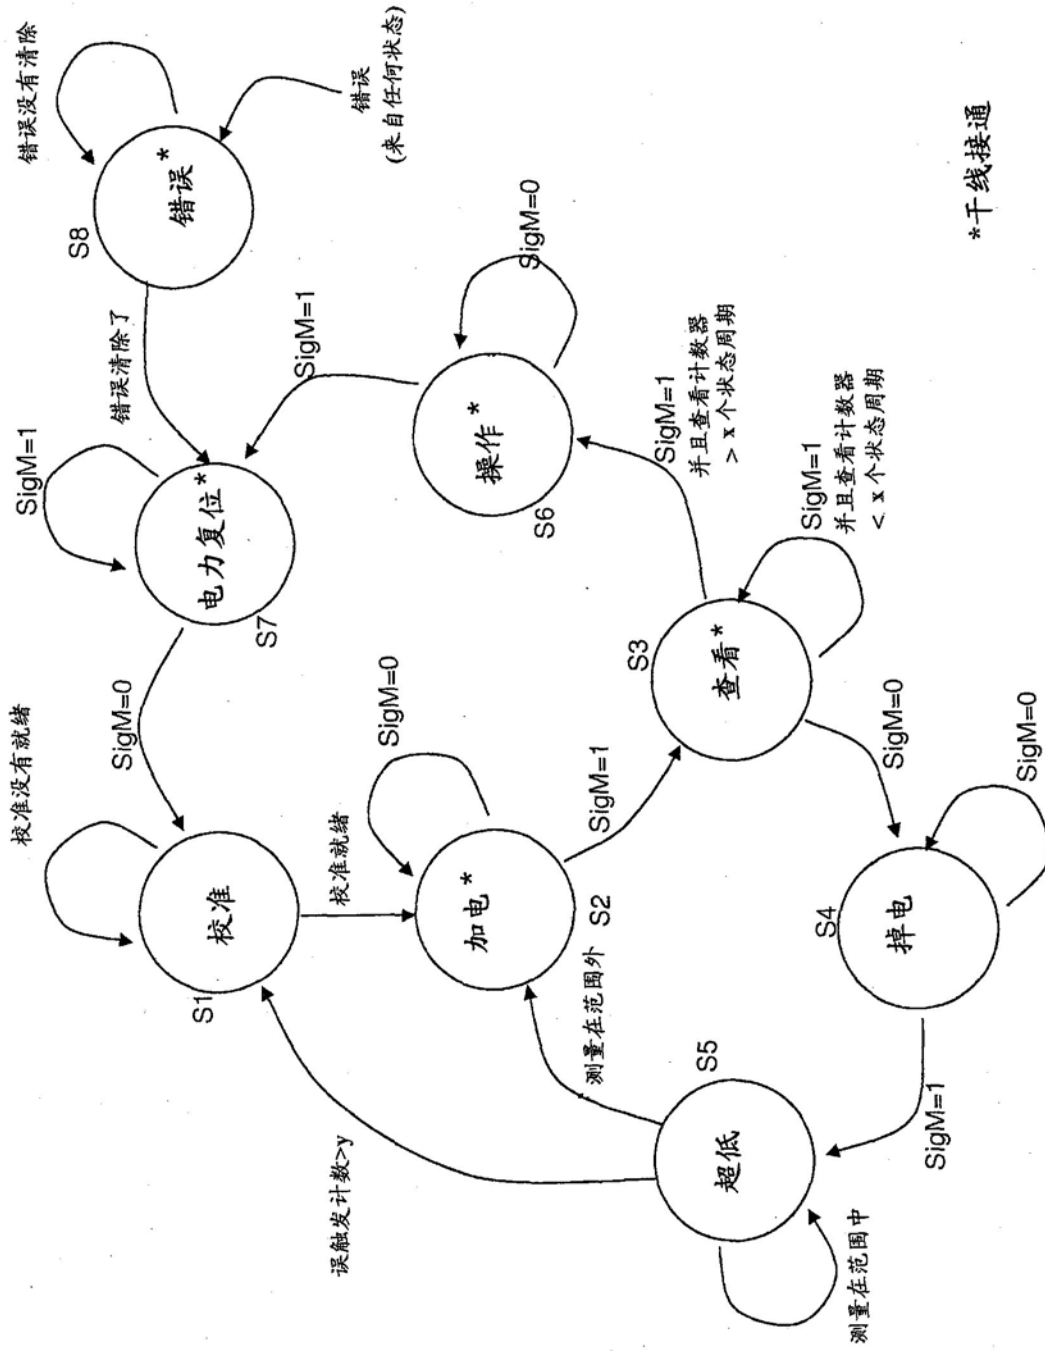 错误没有清除
S8
错误*
错误
(来自任何状态)
错误清除了
SigM=1
电力复位*
S7
SigM=1
操作*
S6
SigM=0
SigM=0
校准没有就绪
校准
S1
校准就绪
加电*
S2
SigM=0
SigM=1
查看*
S3
SigM=1
并且查看计数器
> x个状态周期
SigM=1
并且查看计数器
< x个状态周期
SigM=0
掉电
S4
SigM=0
SigM=1
超低
S5
测量在范围外
误触发计数>y
测量在范围中
*干线接通